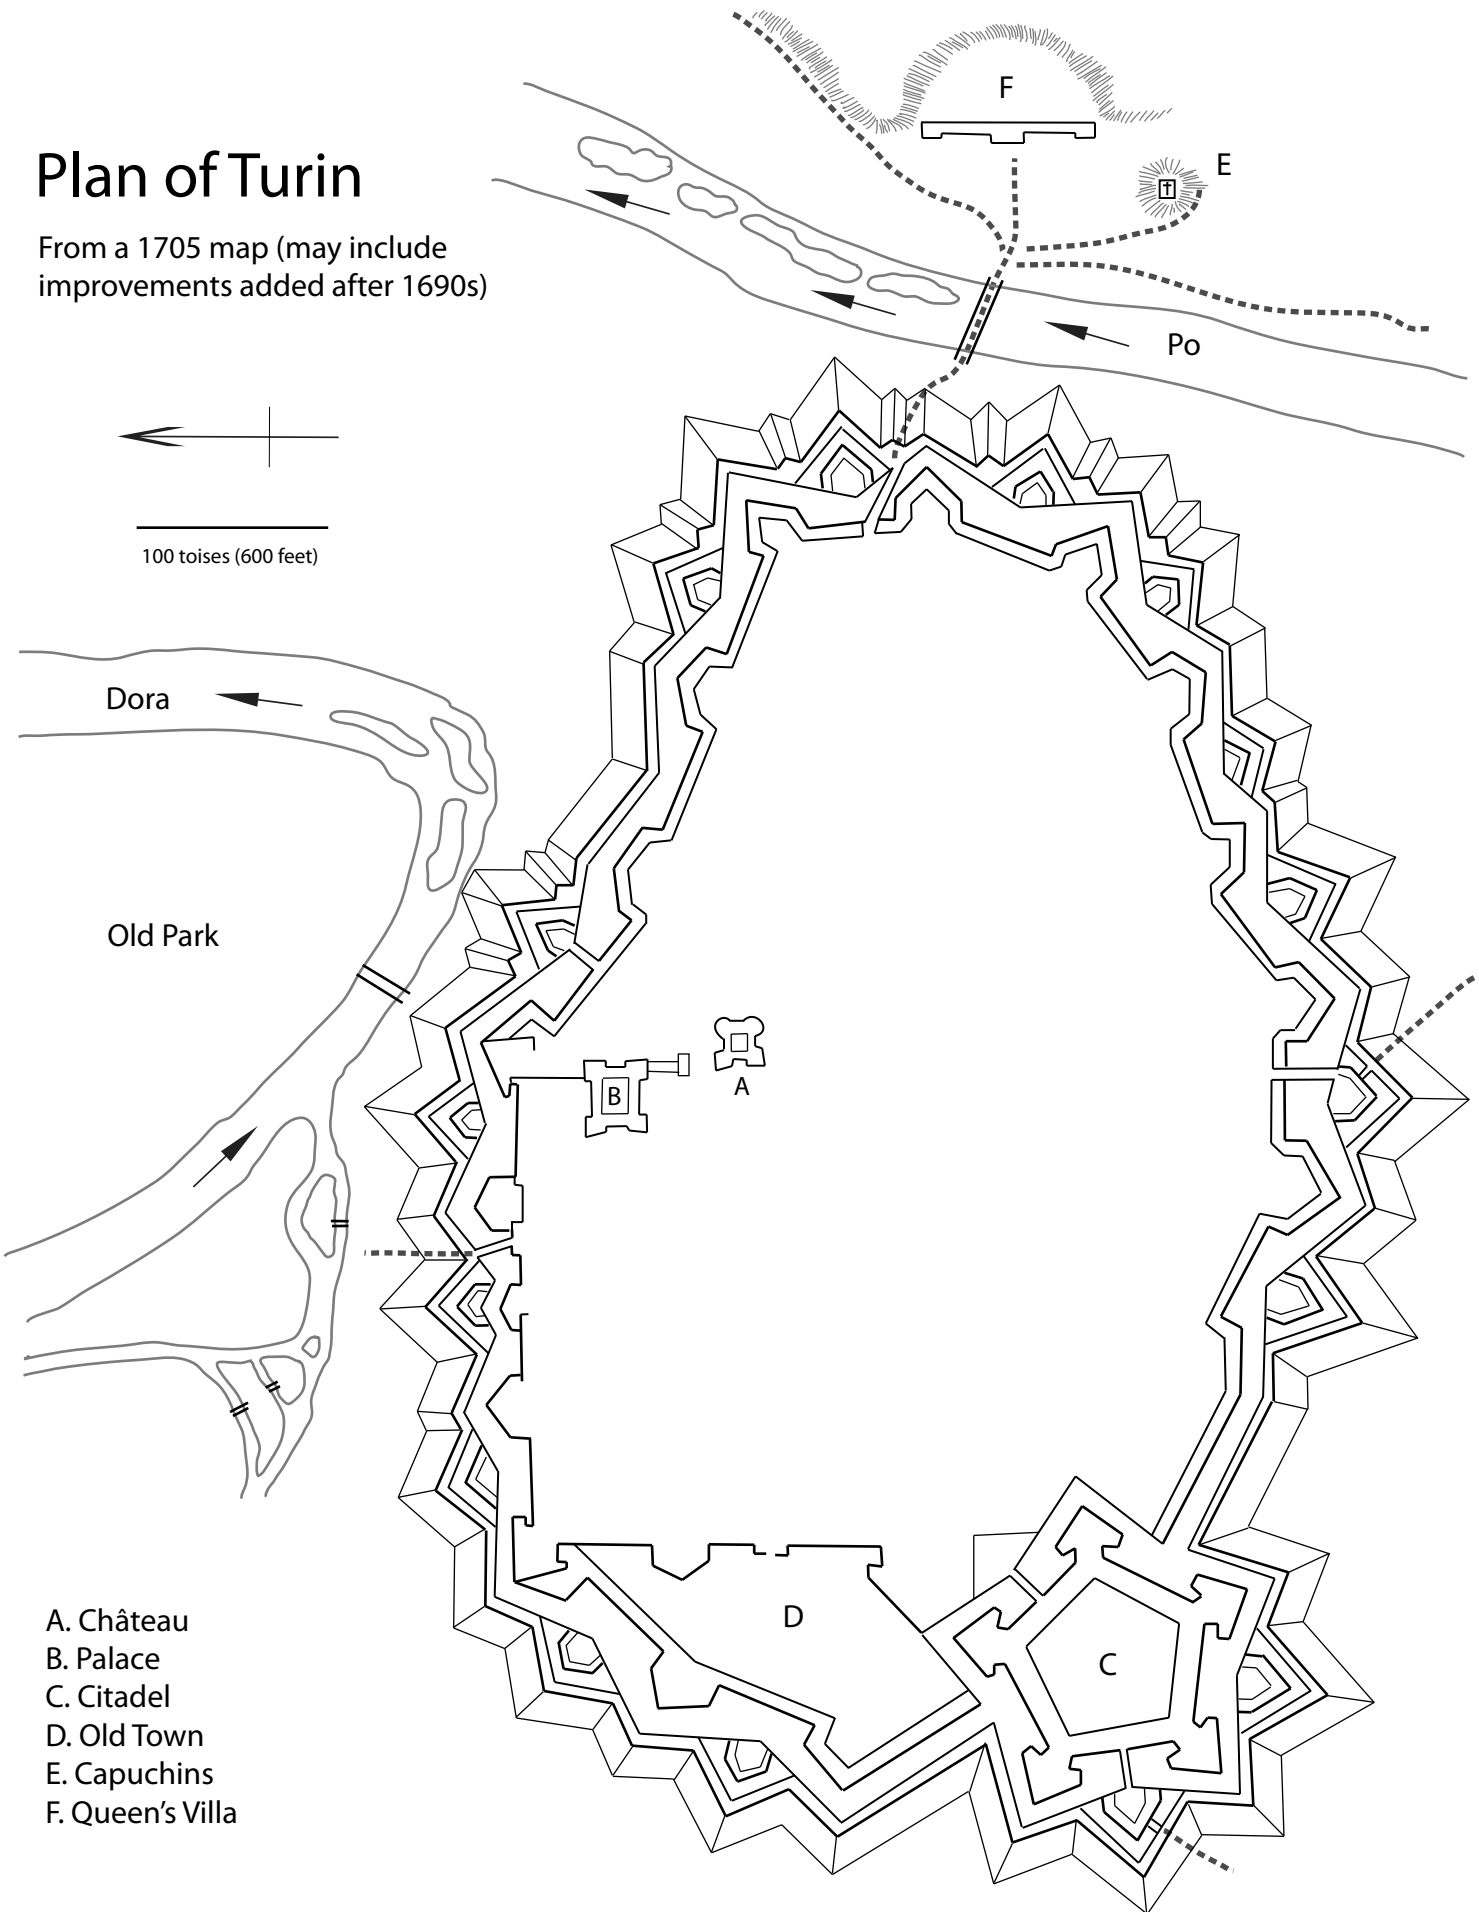 F
E
Plan of Turin
From a 1705 map (may include
improvements added after 1690s)
Po
100 toises (600 feet)
Dora
Old Park
A
B
D
C
A. Château
B. Palace
C. Citadel
D. Old Town
E. Capuchins
F. Queen's Villa